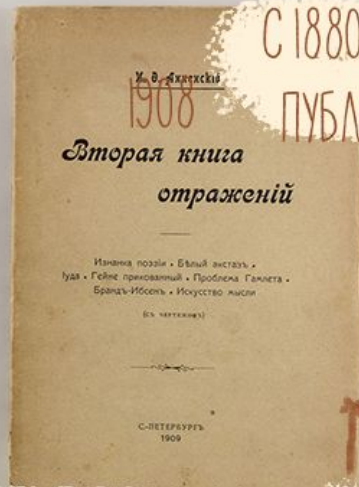 С 1880
И. Ѳ. Анненскій
1908
ПУБЛ
Вторая книга
отраженій
Изнанка поэзіи • Бѣлый экстазъ •
Іуда • Гейне прикованный • Проблема Гамлета •
Брандъ-Ибсенъ • Искусство мысли
(съ чертежомъ)
С.-ПЕТЕРБУРГЪ
1909